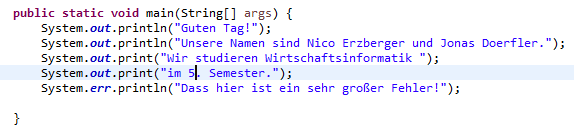 public static void main(String[] args) {
System.out.println("Guten Tag!");
System.out.println("Unsere Namen sind Nico Erzberger und Jonas Doerfler.");
System.out.print("Wir studieren Wirtschaftsinformatik ");
System.out.print("im 5. Semester.");
System.err.println("Dass hier ist ein sehr großer Fehler!");
}